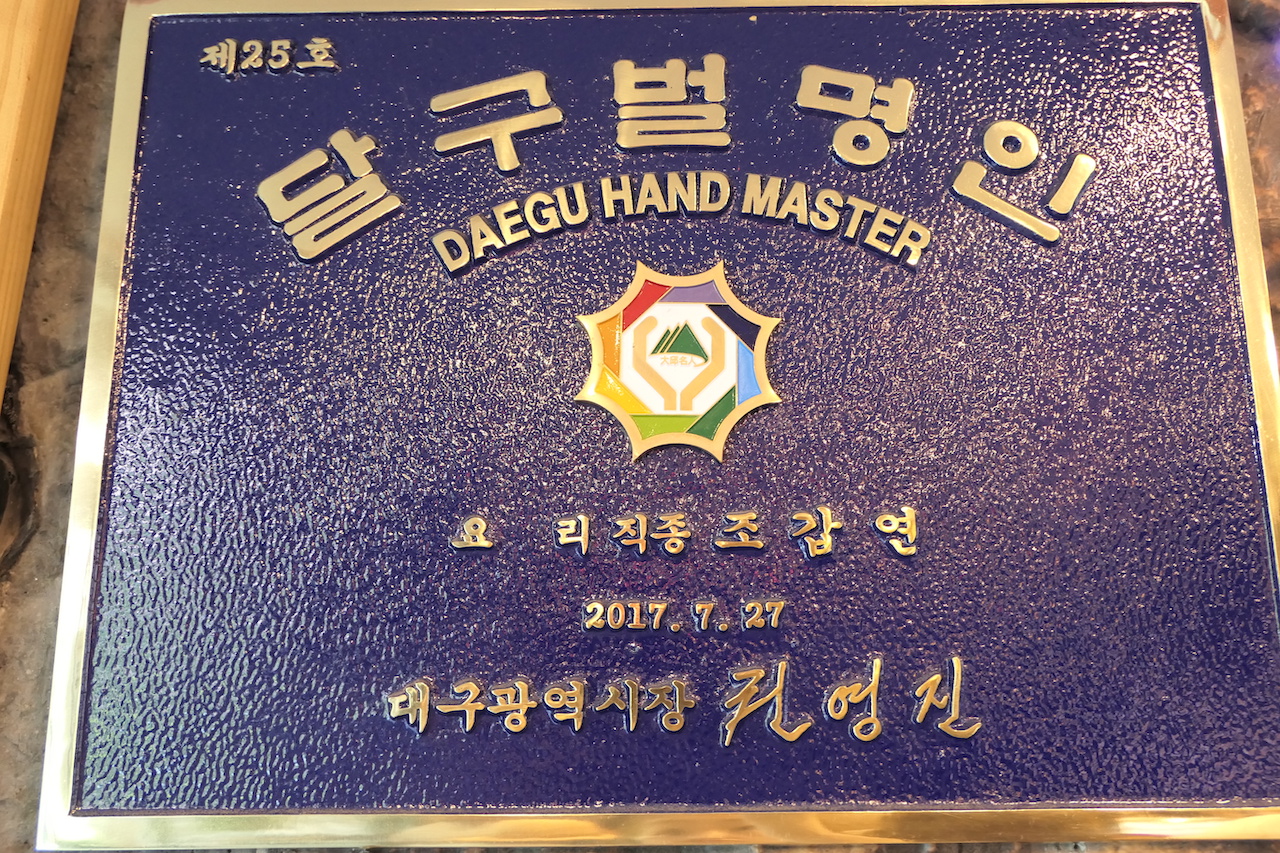 제25호
달구벌명인
DAEGU HAND MASTER
요 리 직종 조 갑 연
2017. 7. 27
대구광역시장 권영진